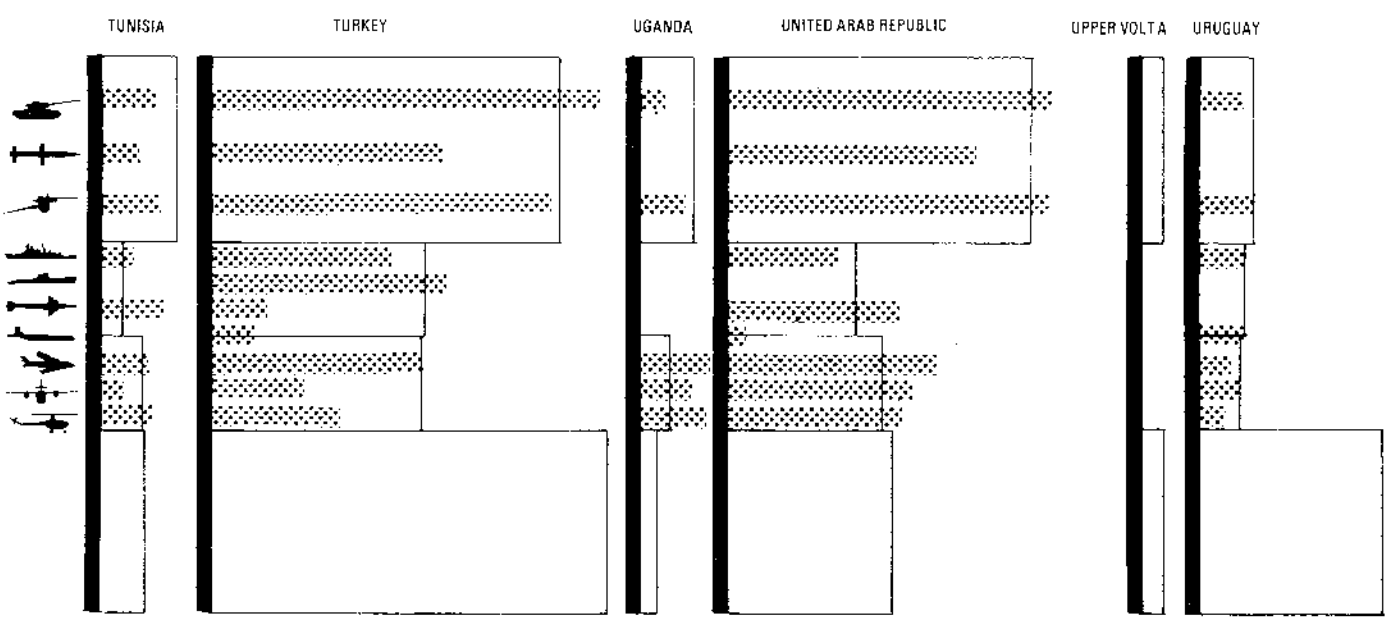 TUNISIA
TURKEY
UGANDA
UNITED ARAB REPUBLIC
UPPER VOLTA
URUGUAY